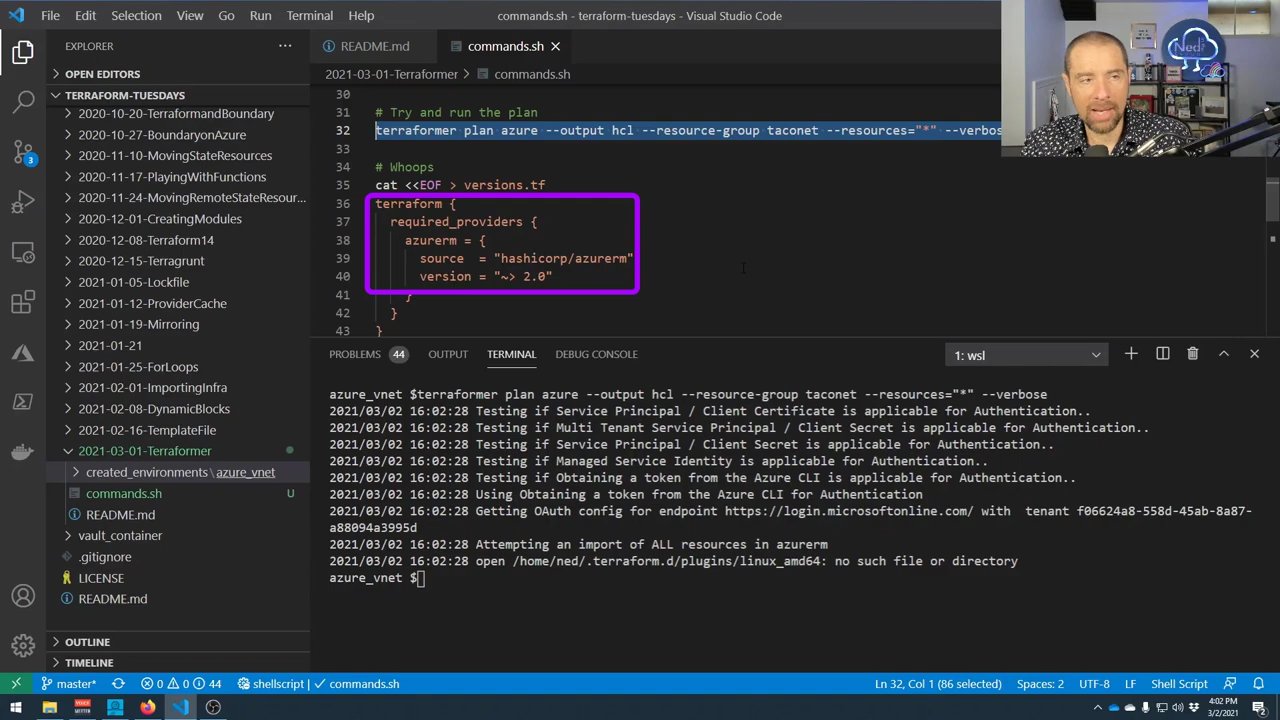 File Edit Selection View Go Run Terminal Help
commands.sh - terraform-tuesdays - Visual Studio Code
EXPLORER
README.md
commands.sh
OPEN EDITORS
2021-03-01-Terraformer > commands.sh
TERRAFORM-TUESDAYS
2020-10-20-TerraformandBoundary
2020-10-27-BoundaryonAzure
2020-11-10-MovingStateResources
2020-11-17-PlayingWithFunctions
2020-11-24-MovingRemoteStateResour...
2020-12-01-CreatingModules
2020-12-08-Terraform14
2020-12-15-Terragrunt
2021-01-05-Lockfile
2021-01-12-ProviderCache
2021-01-19-Mirroring
2021-01-21
2021-01-25-ForLoops
2021-02-01-ImportingInfra
2021-02-08-DynamicBlocks
2021-02-16-TemplateFile
2021-03-01-Terraformer
created_environments\azure_vnet
commands.sh U
README.md
vault_container
.gitignore
LICENSE
README.md
OUTLINE
TIMELINE
3
30
31 # Try and run the plan
32 terraformer plan azure --output hcl --resource-group taconet --resources="*" --verbos
33
34 # Whoops
35 cat <<EOF > versions.tf
36 terraform {
37 required_providers {
38 azurerm = {
39 source = "hashicorp/azurerm"
40 version = "~> 2.0"
41 }
42 }
43 }
PROBLEMS 44 OUTPUT TERMINAL DEBUG CONSOLE
1: wsl
azure_vnet $terraformer plan azure --output hcl --resource-group taconet --resources="*" --verbose
2021/03/02 16:02:28 Testing if Service Principal / Client Certificate is applicable for Authentication..
2021/03/02 16:02:28 Testing if Multi Tenant Service Principal / Client Secret is applicable for Authentication..
2021/03/02 16:02:28 Testing if Service Principal / Client Secret is applicable for Authentication..
2021/03/02 16:02:28 Testing if Managed Service Identity is applicable for Authentication..
2021/03/02 16:02:28 Testing if Obtaining a token from the Azure CLI is applicable for Authentication..
2021/03/02 16:02:28 Using Obtaining a token from the Azure CLI for Authentication
2021/03/02 16:02:28 Getting OAuth config for endpoint https://login.microsoftonline.com/ with tenant f06624a8-558d-45ab-8a87-
a88094a3995d
2021/03/02 16:02:28 Attempting an import of ALL resources in azurerm
2021/03/02 16:02:28 open /home/ned/.terraform.d/plugins/linux_amd64: no such file or directory
azure_vnet $
master* 0 0 44 shellscript commands.sh
Ln 32, Col 1 (86 selected) Spaces: 2 UTF-8 LF Shell Script
4:02 PM
3/2/2021
2